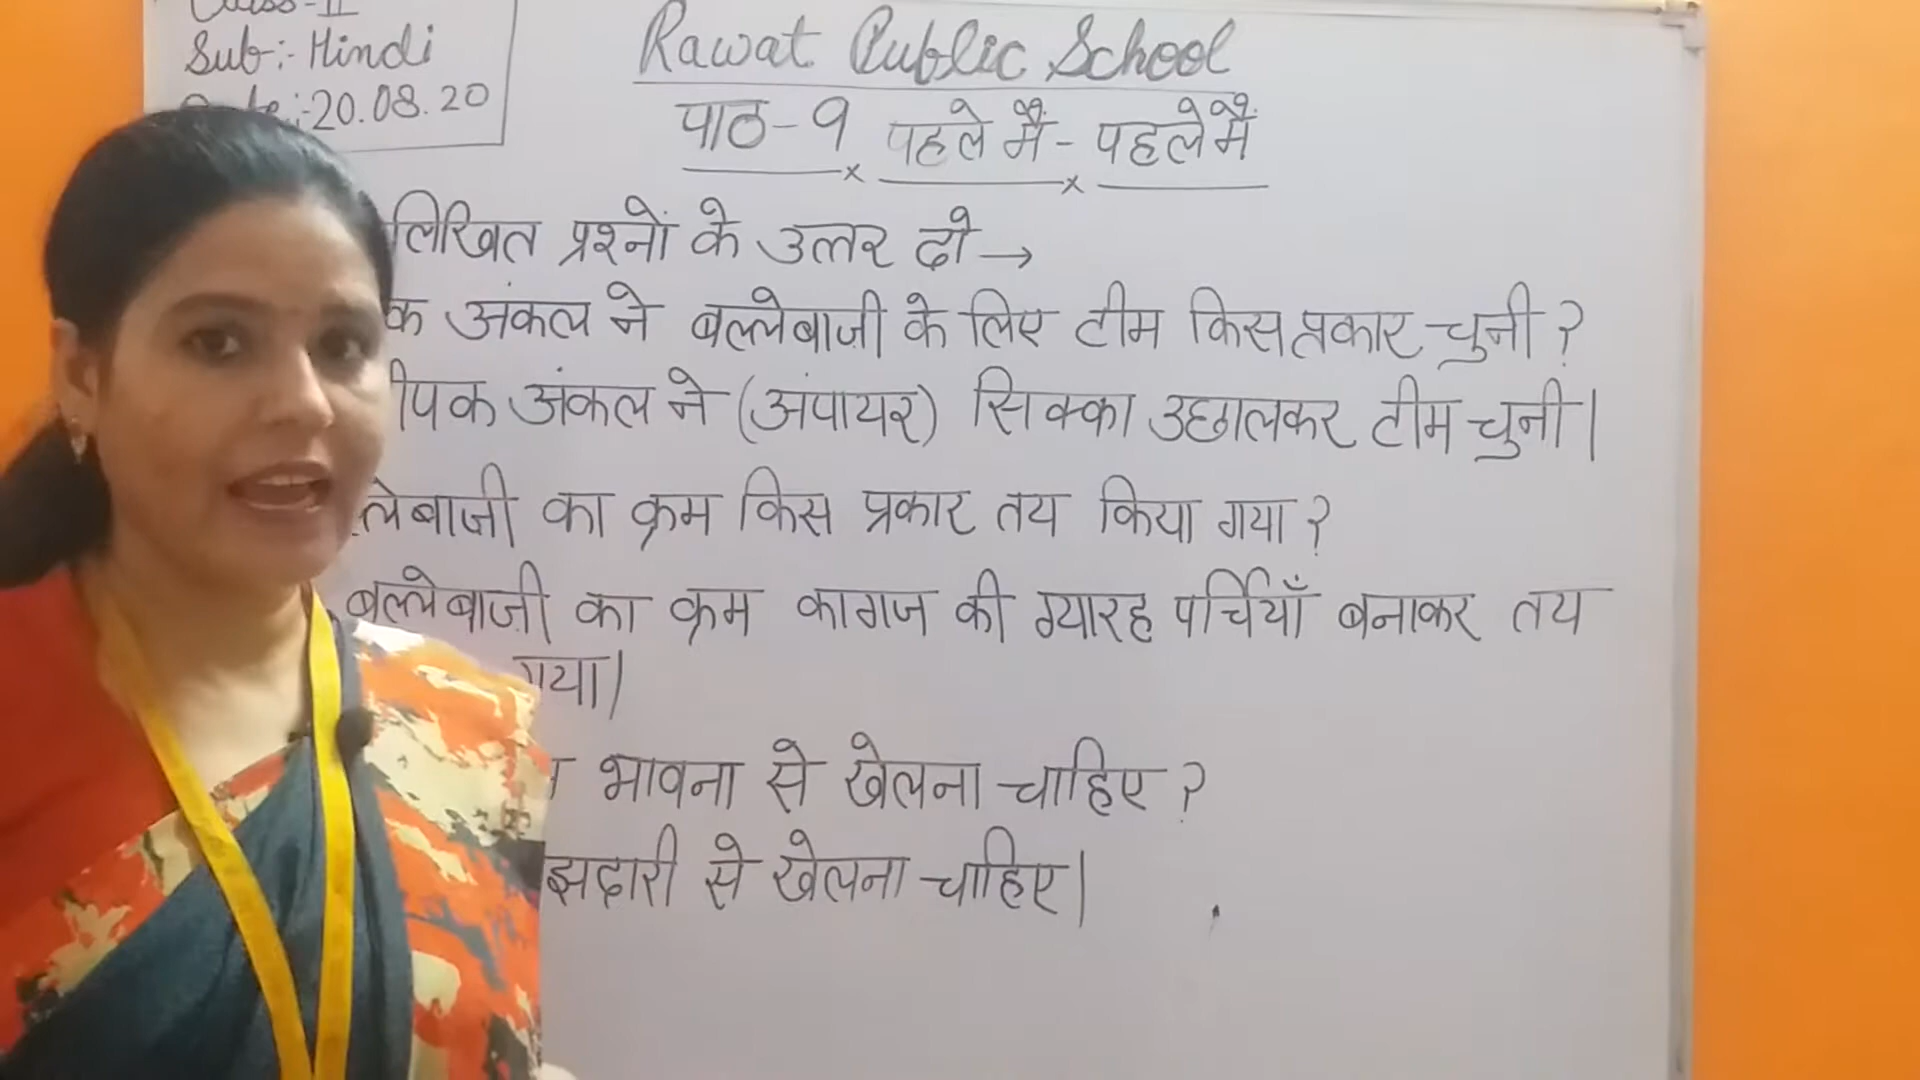 Class-II
Sub:- Hindi
20.08.20
Rawat Public School
पाठ-9 पहले मैं- पहले मैं
लिखित प्रश्नों के उत्तर दो →
क अंकल ने बल्लेबाज़ी के लिए टीम किस प्रकार चुनी ?
पक अंकल ने (अंपायर) सिक्का उछालकर टीम चुनी।
लेबाज़ी का क्रम किस प्रकार तय किया गया ?
बल्लेबाज़ी का क्रम कागज की ग्यारह पर्चियाँ बनाकर तय
गया।
भावना से खेलना चाहिए ?
झदारी से खेलना चाहिए।